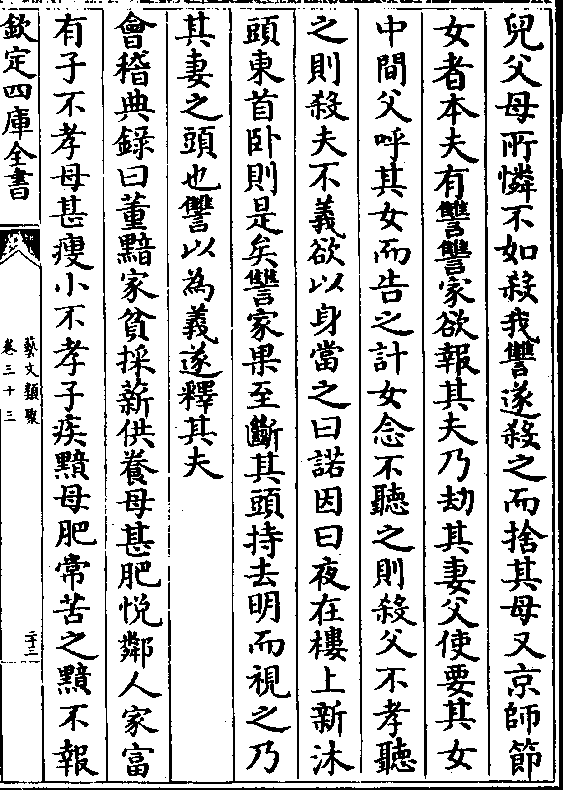 兒父母所憐不如殺我讐遂殺之而捨其母又京師節
女者本夫有讐讐家欲報其夫乃劫其妻父使要其女
中間父呼其女而告之計女念不聽之則殺父不孝聽
之則殺夫不義欲以身當之曰諾因曰夜在樓上新沐
頭東首卧則是矣讐家果至斷其頭持去明而視之乃
其妻之頭也讐以為義遂釋其夫
會稽典錄曰董黯家貧採薪供養母甚肥悅鄰人家富
有子不孝母甚瘦小不孝子疾黯母肥常苦之黯不報
欽定四庫全書
藝文類聚
卷三十三
二十三